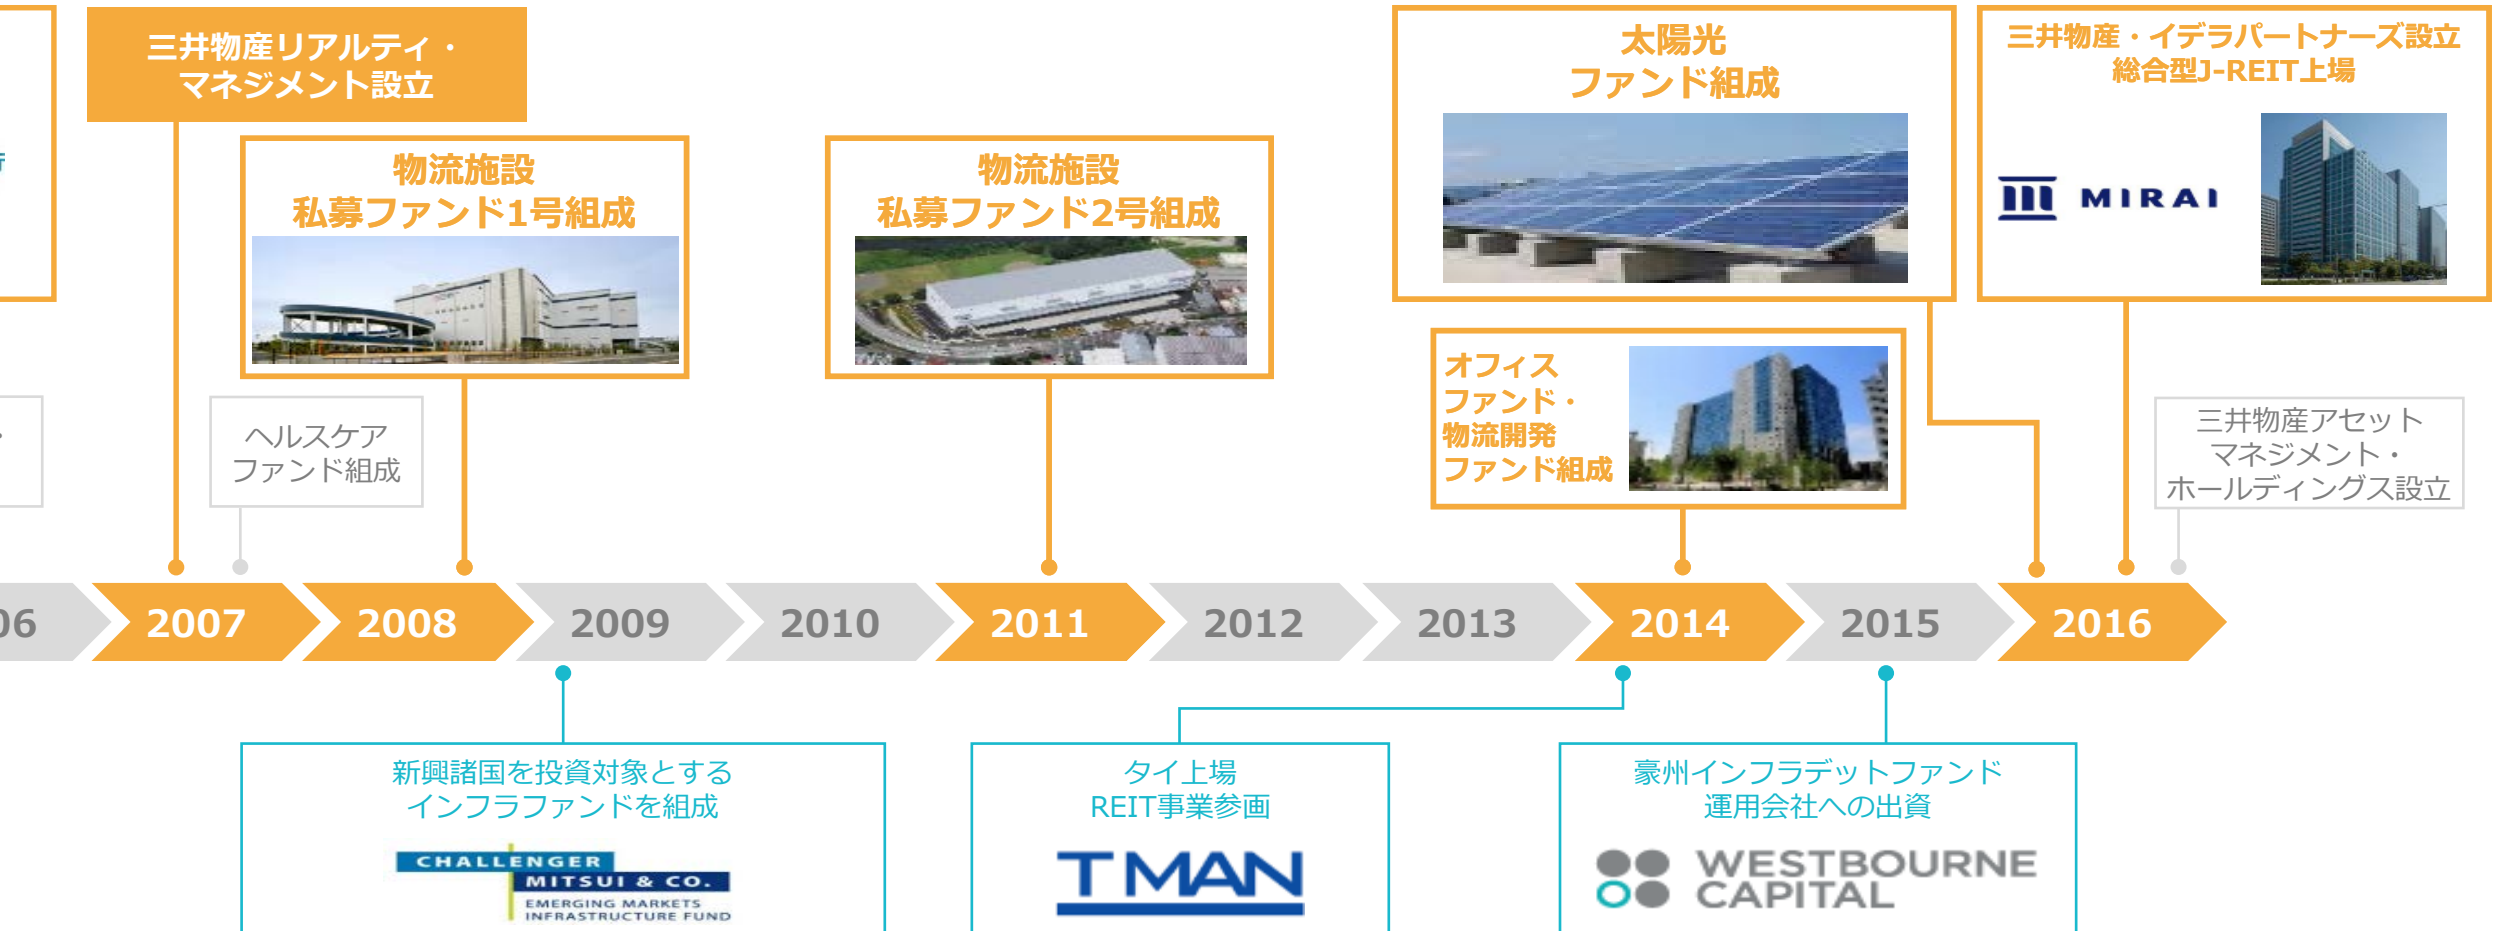 三井物産リアルティ・
マネジメント設立
物流施設
私募ファンド1号組成
物流施設
私募ファンド2号組成
太陽光
ファンド組成
三井物産・イデラパートナーズ設立
総合型J-REIT上場
MIRAI
オフィス
ファンド・
物流開発
ファンド組成
ヘルスケア
ファンド組成
三井物産アセット
マネジメント・
ホールディングス設立
06
2007
2008
2009
2010
2011
2012
2013
2014
2015
2016
新興諸国を投資対象とする
インフラファンドを組成
CHALLENGER
MITSUI & CO.
EMERGING MARKETS
INFRASTRUCTURE FUND
タイ上場
REIT事業参画
TMAN
豪州インフラデットファンド
運用会社への出資
WESTBOURNE
CAPITAL